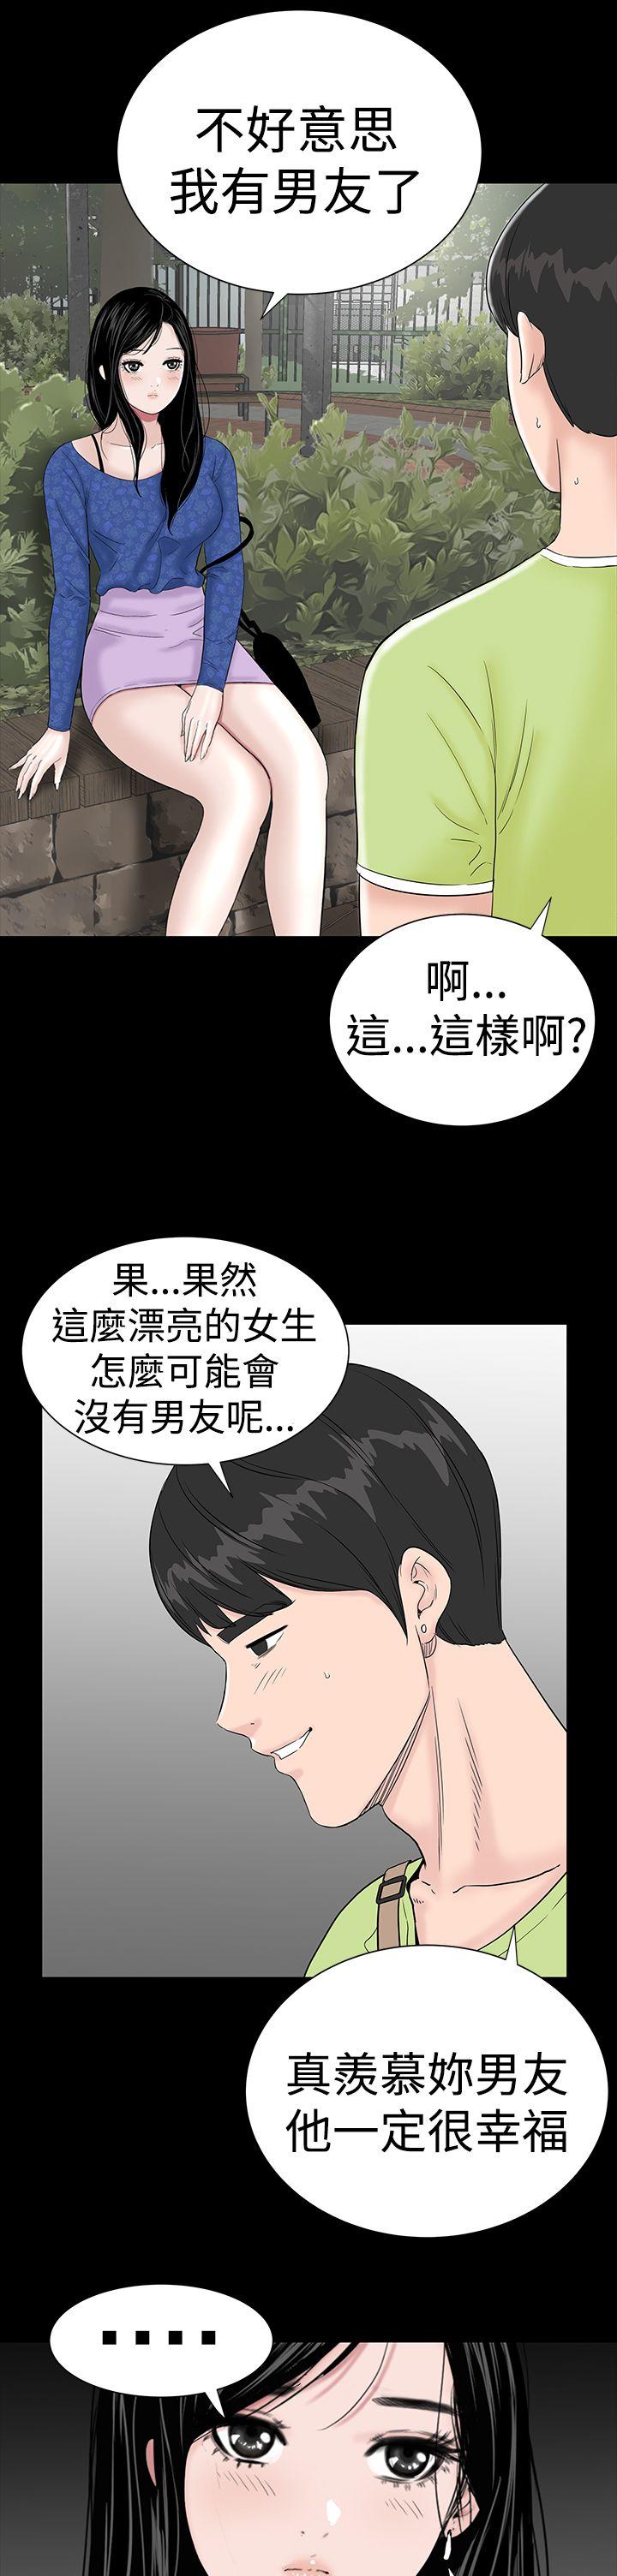 不好意思
我有男友了
啊...
這...這樣啊?
果...果然
這麼漂亮的女生
怎麼可能會
沒有男友呢...
真羨慕妳男友
他一定很幸福
....